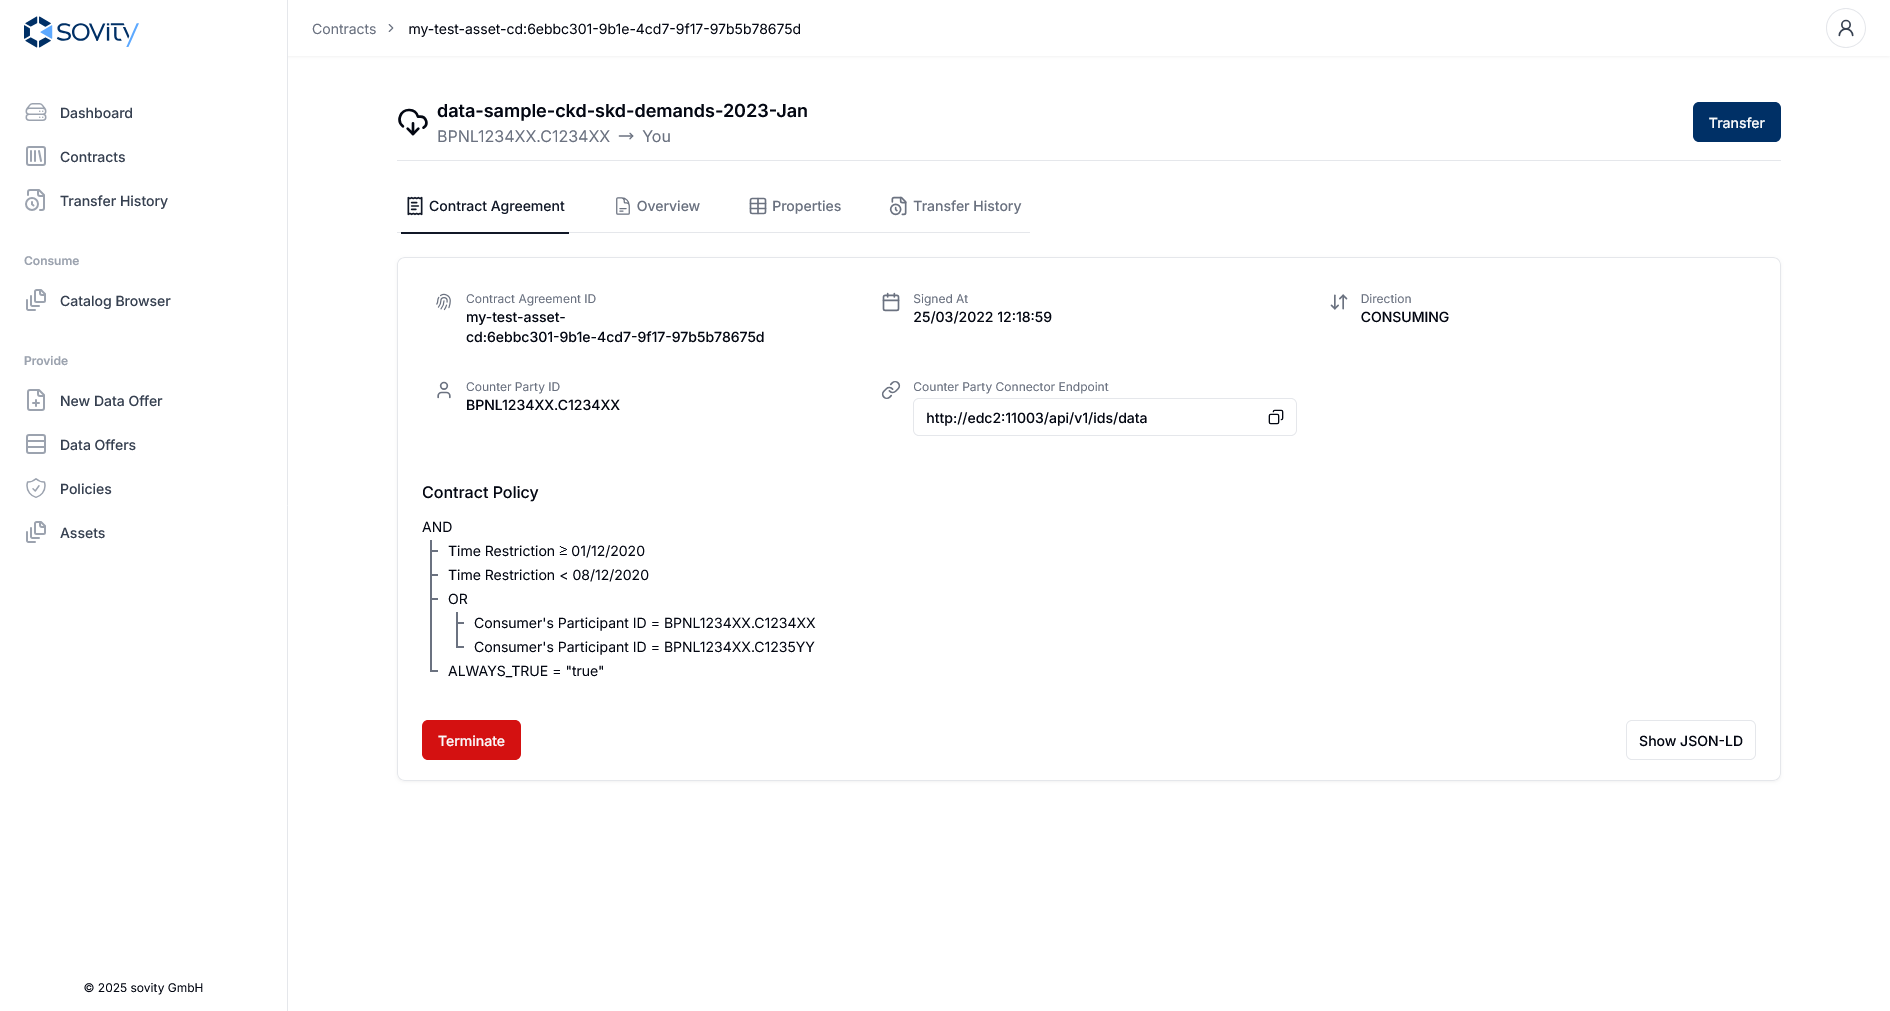 sovity
Contracts > my-test-asset-cd:6ebbc301-9b1e-4cd7-9f17-97b5b78675d
Dashboard
Contracts
Transfer History
Consume
Catalog Browser
Provide
New Data Offer
Data Offers
Policies
Assets
© 2025 sovity GmbH
data-sample-ckd-skd-demands-2023-Jan
BPNL1234XX.C1234XX → You
Transfer
Contract Agreement
Overview
Properties
Transfer History
Contract Agreement ID
my-test-asset-
cd:6ebbc301-9b1e-4cd7-9f17-97b5b78675d
Signed At
25/03/2022 12:18:59
Direction
CONSUMING
Counter Party ID
BPNL1234XX.C1234XX
Counter Party Connector Endpoint
http://edc2:11003/api/v1/ids/data
Contract Policy
AND
Time Restriction ≥ 01/12/2020
Time Restriction < 08/12/2020
OR
Consumer's Participant ID = BPNL1234XX.C1234XX
Consumer's Participant ID = BPNL1234XX.C1235YY
ALWAYS_TRUE = "true"
Terminate
Show JSON-LD